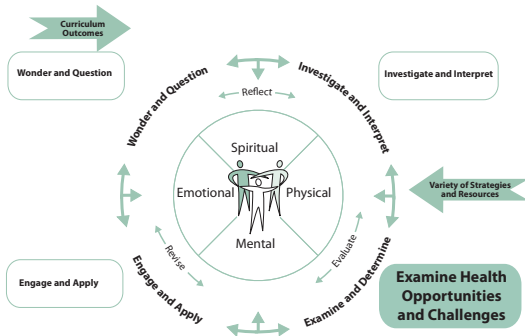 Curriculum
Outcomes
Wonder and Question
Investigate and Interpret
Wonder and Question
Investigate and Interpret
Reflect
Spiritual
Emotional
Physical
Mental
Variety of Strategies
and Resources
Revise
Evaluate
Engage and Apply
Examine and Determine
Engage and Apply
Examine Health
Opportunities
and Challenges